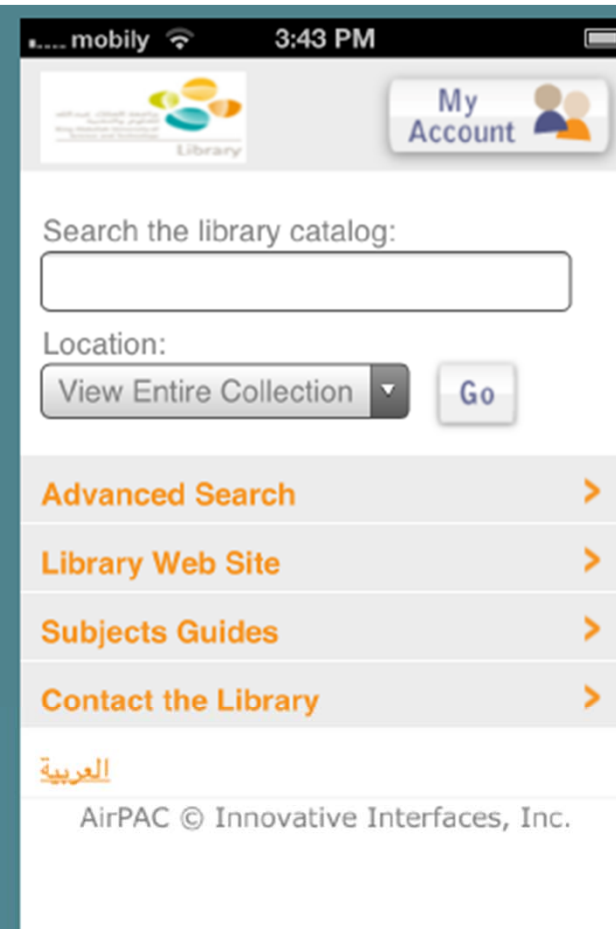 mobily 3:43 PM
Library
My
Account
Search the library catalog:
Location:
View Entire Collection
Go
Advanced Search
Library Web Site
Subjects Guides
Contact the Library
العربية
AirPAC © Innovative Interfaces, Inc.